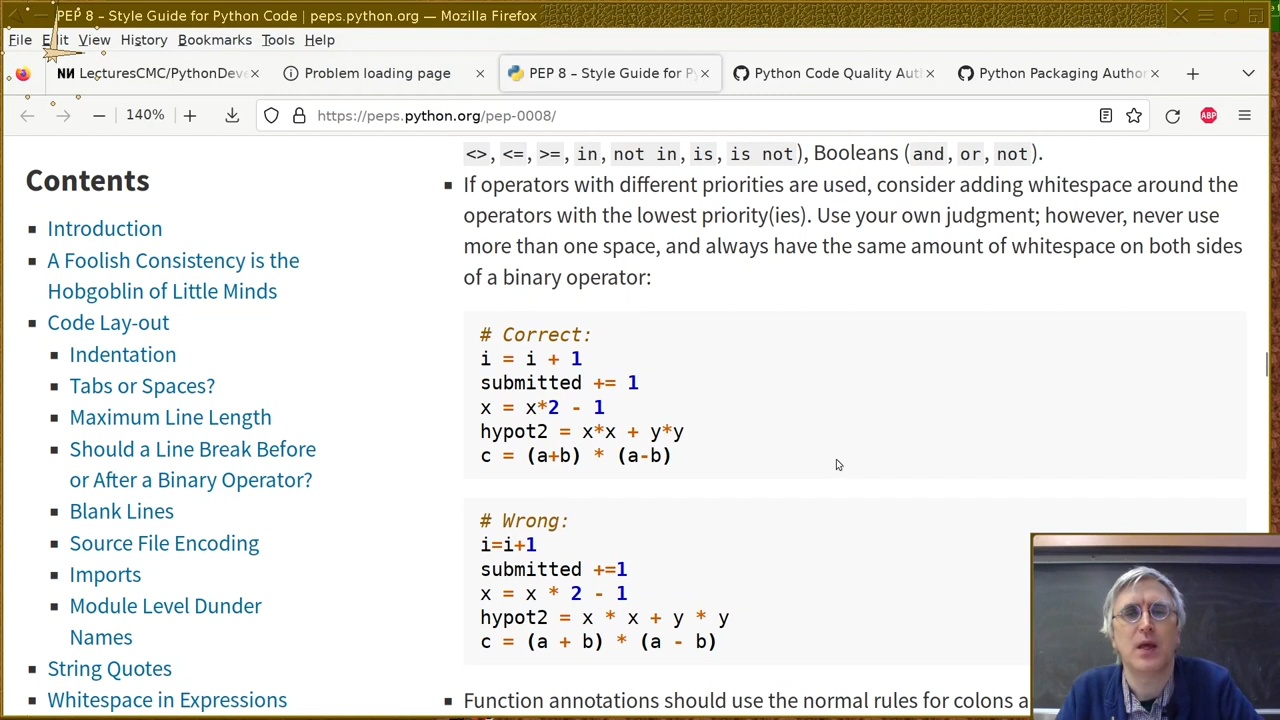 PEP 8 – Style Guide for Python Code | peps.python.org — Mozilla Firefox
File Edit View History Bookmarks Tools Help
LecturesCMC/PythonDeve
Problem loading page
PEP 8 – Style Guide for Py
Python Code Quality Auth
Python Packaging Author
140%
https://peps.python.org/pep-0008/
ABP
Contents
Introduction
A Foolish Consistency is the
Hobgoblin of Little Minds
Code Lay-out
Indentation
Tabs or Spaces?
Maximum Line Length
Should a Line Break Before
or After a Binary Operator?
Blank Lines
Source File Encoding
Imports
Module Level Dunder
Names
String Quotes
Whitespace in Expressions
<>, <=, >=, in, not in, is, is not), Booleans (and, or, not).
If operators with different priorities are used, consider adding whitespace around the
operators with the lowest priority(ies). Use your own judgment; however, never use
more than one space, and always have the same amount of whitespace on both sides
of a binary operator:
# Correct:
i = i + 1
submitted += 1
x = x*2 - 1
hypot2 = x*x + y*y
c = (a+b) * (a-b)
# Wrong:
i=i+1
submitted +=1
x = x * 2 - 1
hypot2 = x * x + y * y
c = (a + b) * (a - b)
Function annotations should use the normal rules for colons a